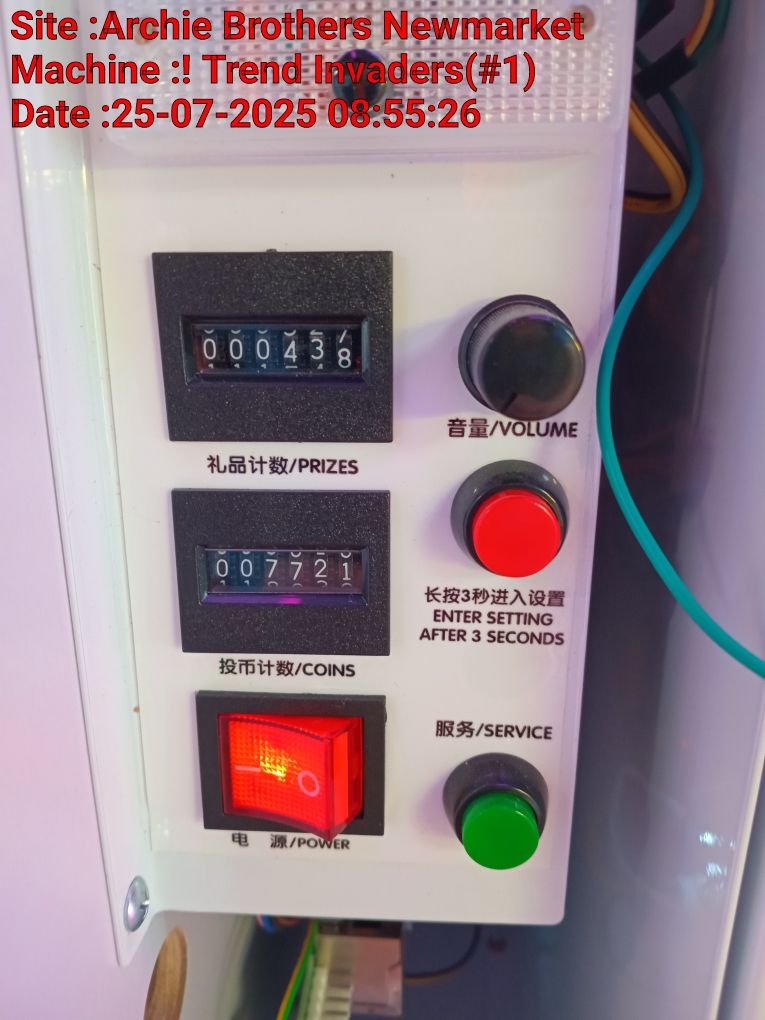 Site :Archie Brothers Newmarket
Machine :! Trend Invaders(#1)
Date :25-07-2025 08:55:26
000438
礼品计数/PRIZES
音量/VOLUME
007721
投币计数/COINS
长按3秒进入设置
ENTER SETTING
AFTER 3 SECONDS
服务/SERVICE
电 源/POWER